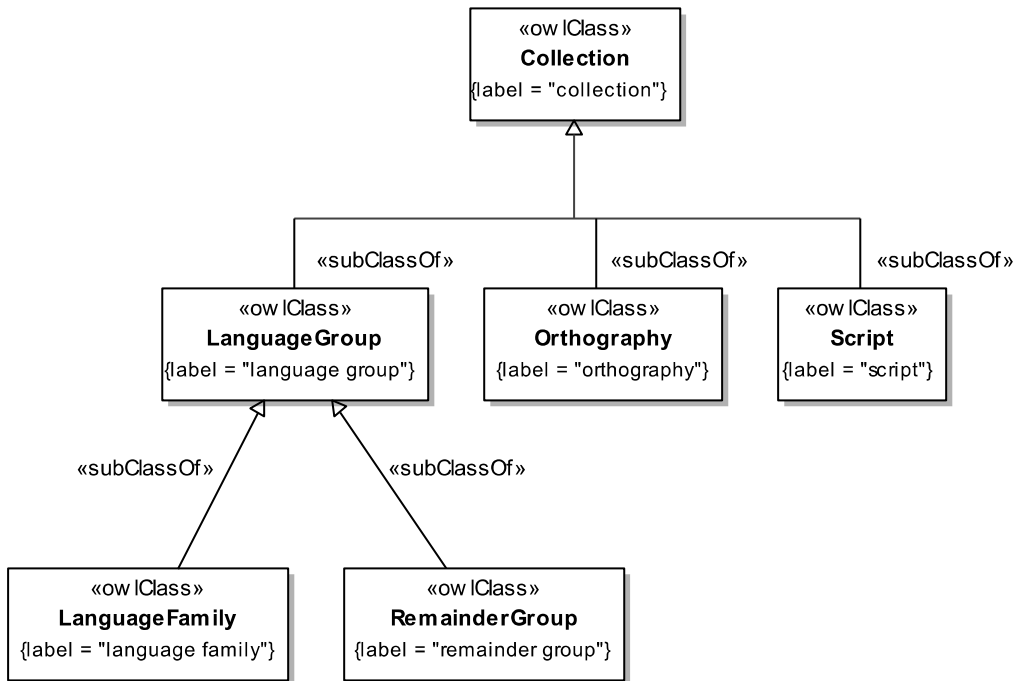 «owlClass»
Collection
{label = "collection"}
«subClassOf»
«subClassOf»
«subClassOf»
«owlClass»
LanguageGroup
{label = "language group"}
«owlClass»
Orthography
{label = "orthography"}
«owlClass»
Script
{label = "script"}
«subClassOf»
«subClassOf»
«owlClass»
LanguageFamily
{label = "language family"}
«owlClass»
RemainderGroup
{label = "remainder group"}